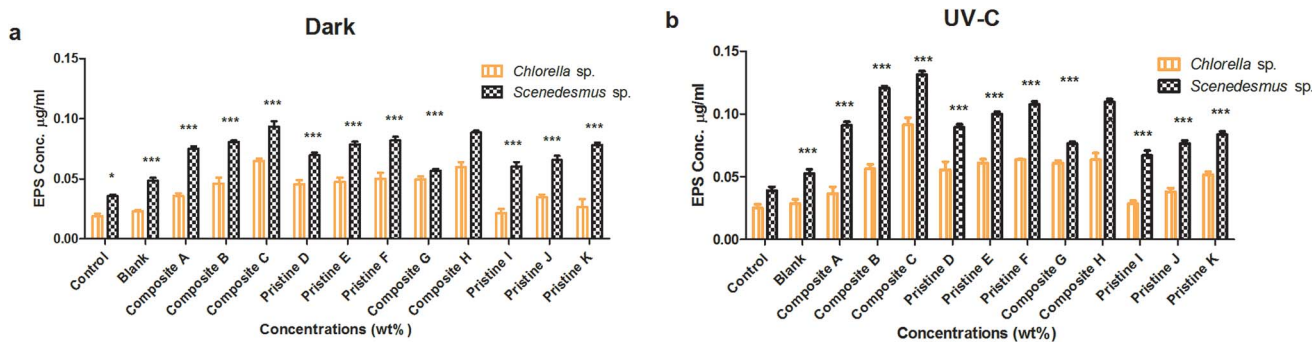 a
Dark
EPS Conc. μg/ml
0.15
0.10
0.05
0.00
Chlorella sp.
Scenedesmus sp.
*
***
***
***
***
***
***
***
***
***
***
***
Control
Blank
Composite A
Composite B
Composite C
Pristine D
Pristine E
Pristine F
Composite G
Composite H
Pristine I
Pristine J
Pristine K
Concentrations (wt%)
b
UV-C
EPS Conc. μg/ml
0.15
0.10
0.05
0.00
Chlorella sp.
Scenedesmus sp.
***
***
***
***
***
***
***
***
***
***
***
Control
Blank
Composite A
Composite B
Composite C
Pristine D
Pristine E
Pristine F
Composite G
Composite H
Pristine I
Pristine J
Pristine K
Concentrations (wt%)